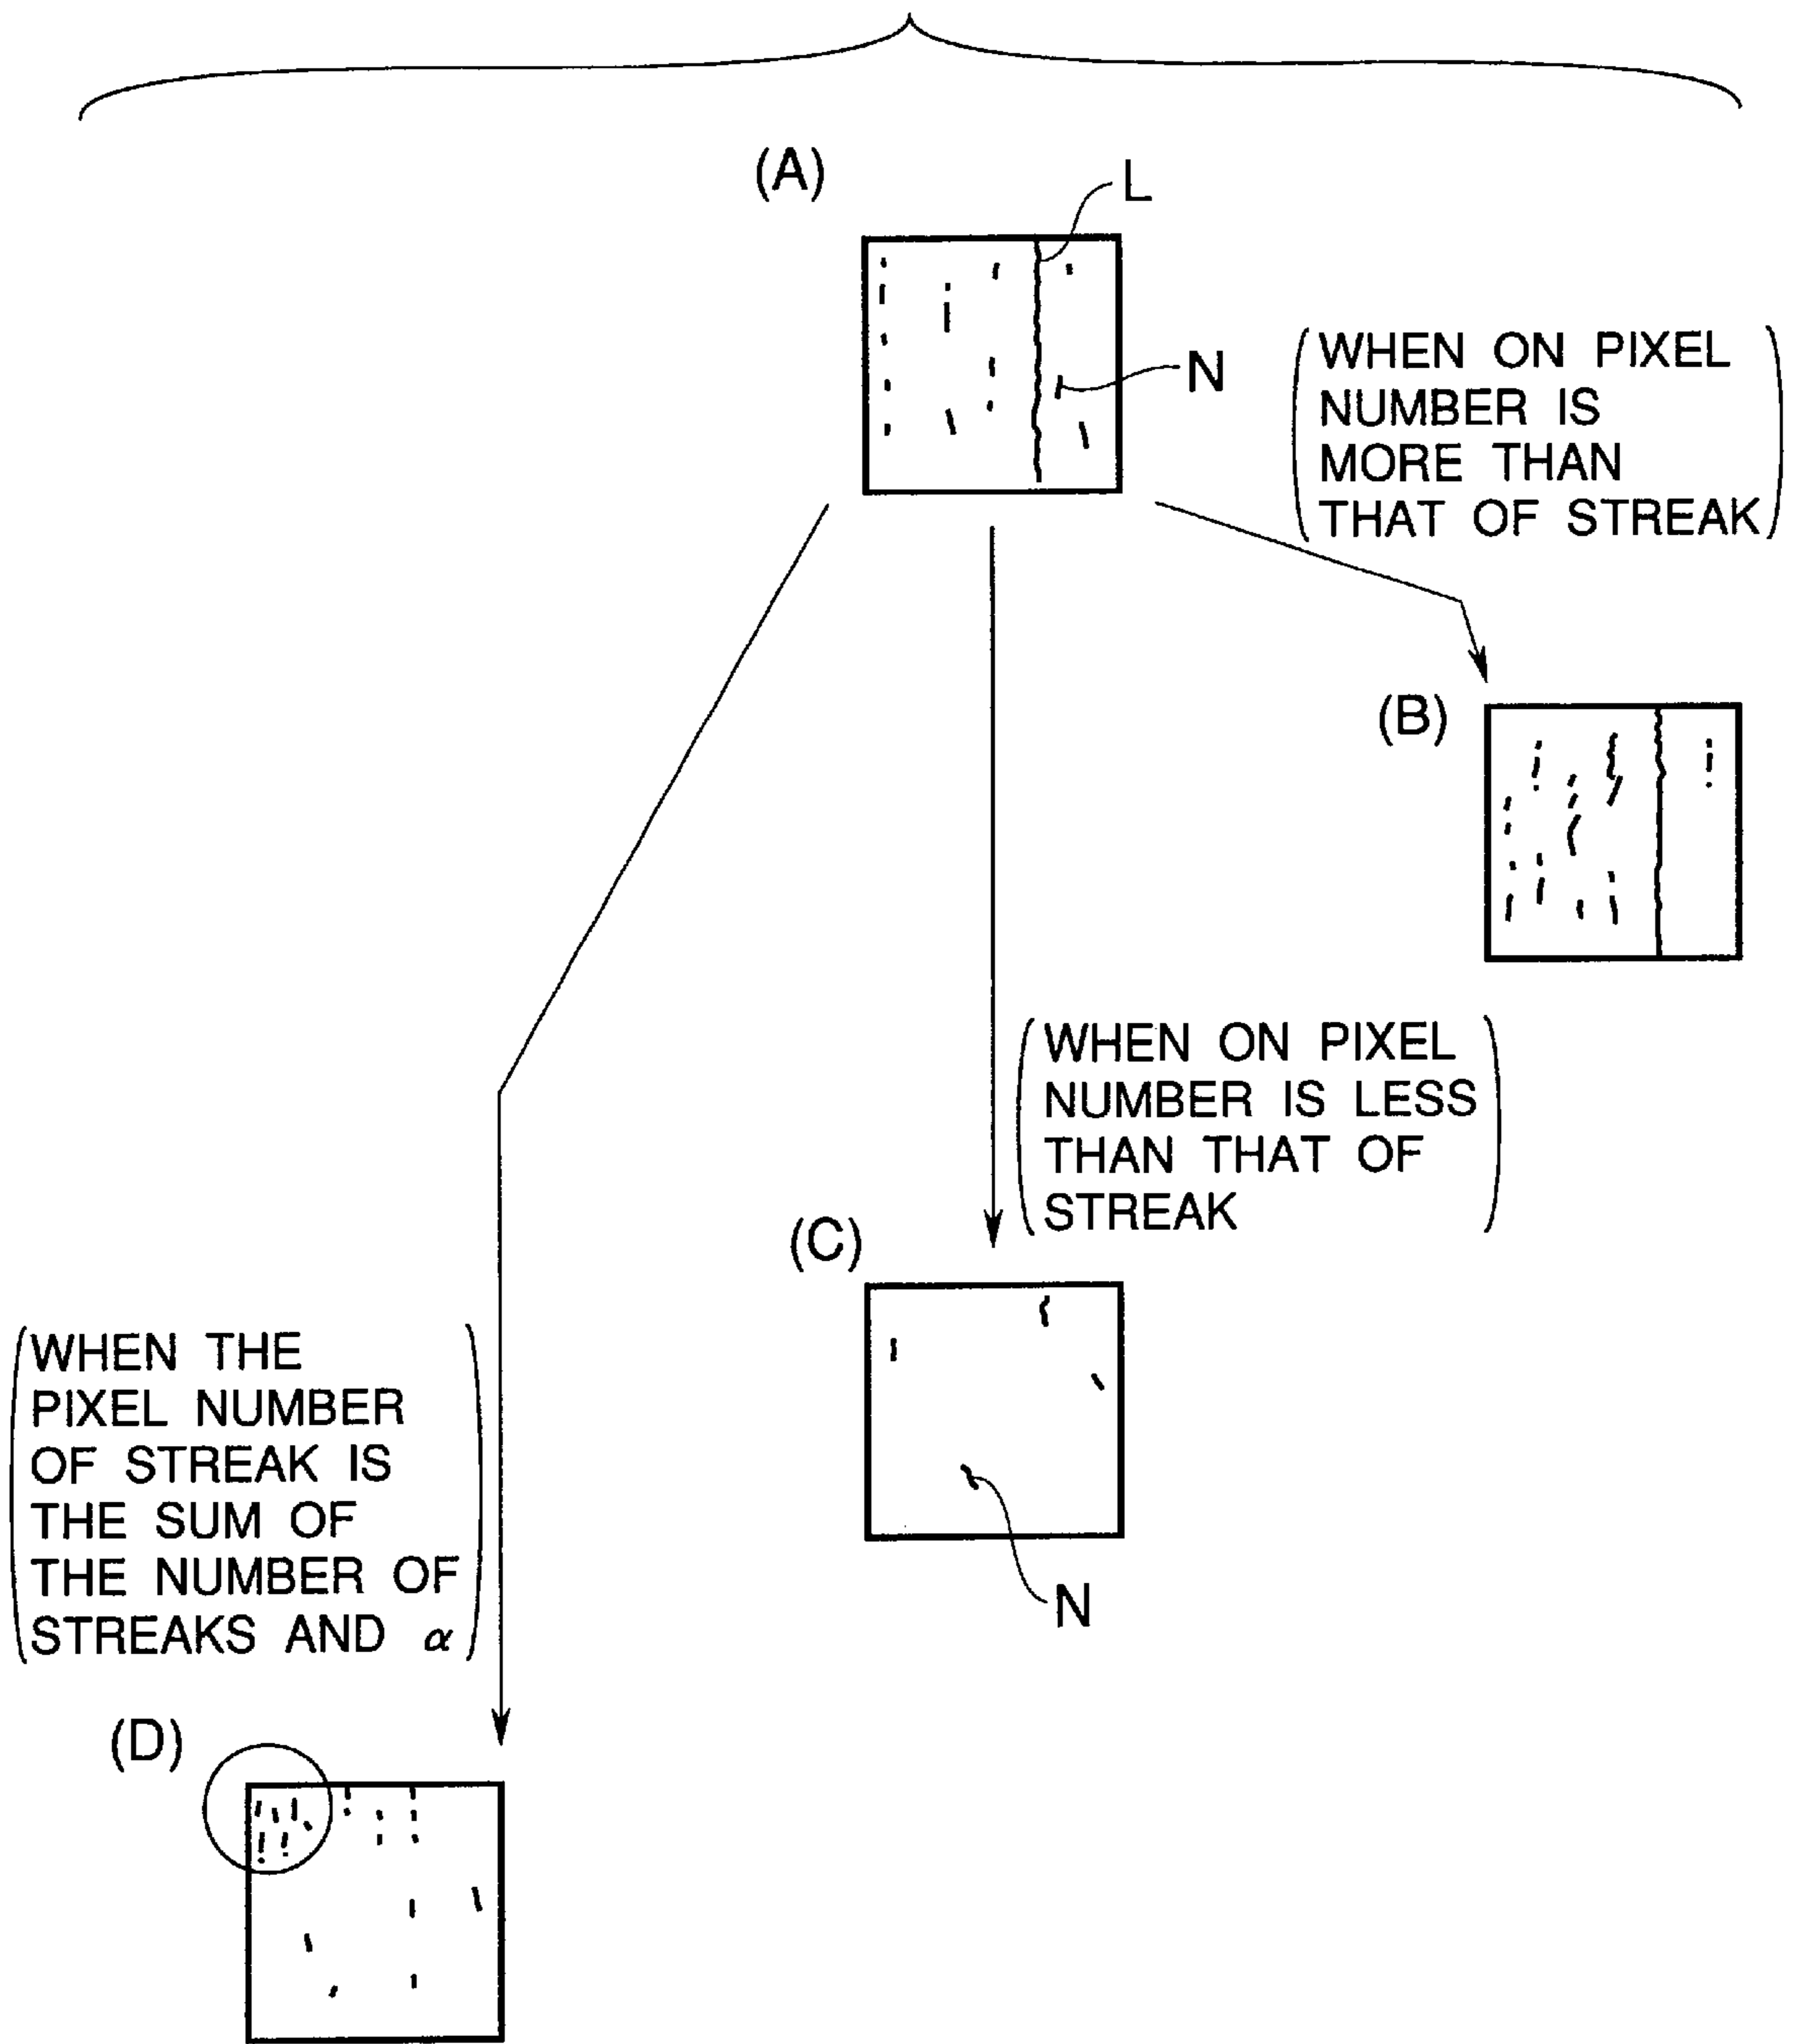 (A)
L
N
WHEN ON PIXEL
NUMBER IS
MORE THAN
THAT OF STREAK
(B)
WHEN ON PIXEL
NUMBER IS LESS
THAN THAT OF
STREAK
(C)
N
WHEN THE
PIXEL NUMBER
OF STREAK IS
THE SUM OF
THE NUMBER OF
STREAKS AND α
(D)